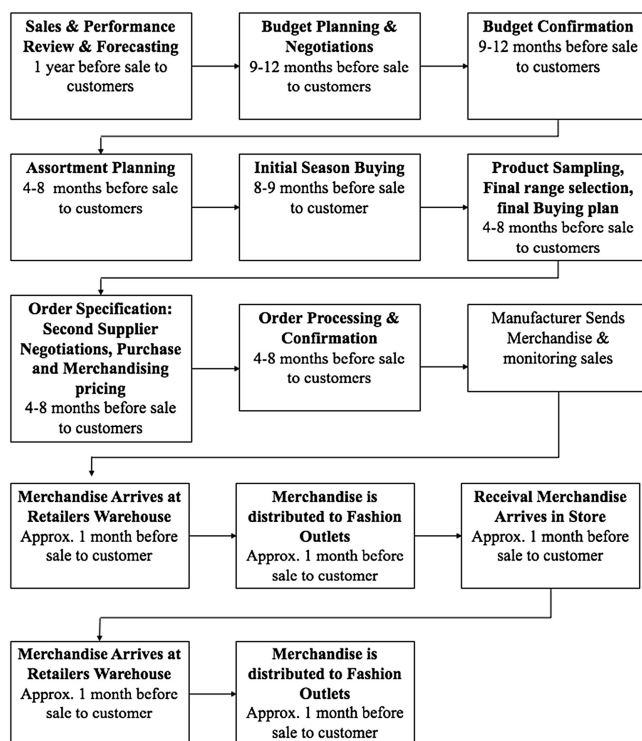 Sales & Performance
Review & Forecasting
1 year before sale to
customers
Budget Planning &
Negotiations
9-12 months before sale
to customers
Budget Confirmation
9-12 months before sale
to customers
Assortment Planning
4-8 months before sale
to customers
Initial Season Buying
8-9 months before sale
to customer
Product Sampling,
Final range selection,
final Buying plan
4-8 months before sale
to customers
Order Specification:
Second Supplier
Negotiations, Purchase
and Merchandising
pricing
4-8 months before sale
to customers
Order Processing &
Confirmation
4-8 months before sale
to customers
Manufacturer Sends
Merchandise &
monitoring sales
Merchandise Arrives at
Retailers Warehouse
Approx. 1 month before
sale to customer
Merchandise is
distributed to Fashion
Outlets
Approx. 1 month before
sale to customer
Receival Merchandise
Arrives in Store
Approx. 1 month before
sale to customer
Merchandise Arrives at
Retailers Warehouse
Approx. 1 month before
sale to customer
Merchandise is
distributed to Fashion
Outlets
Approx. 1 month before
sale to customer